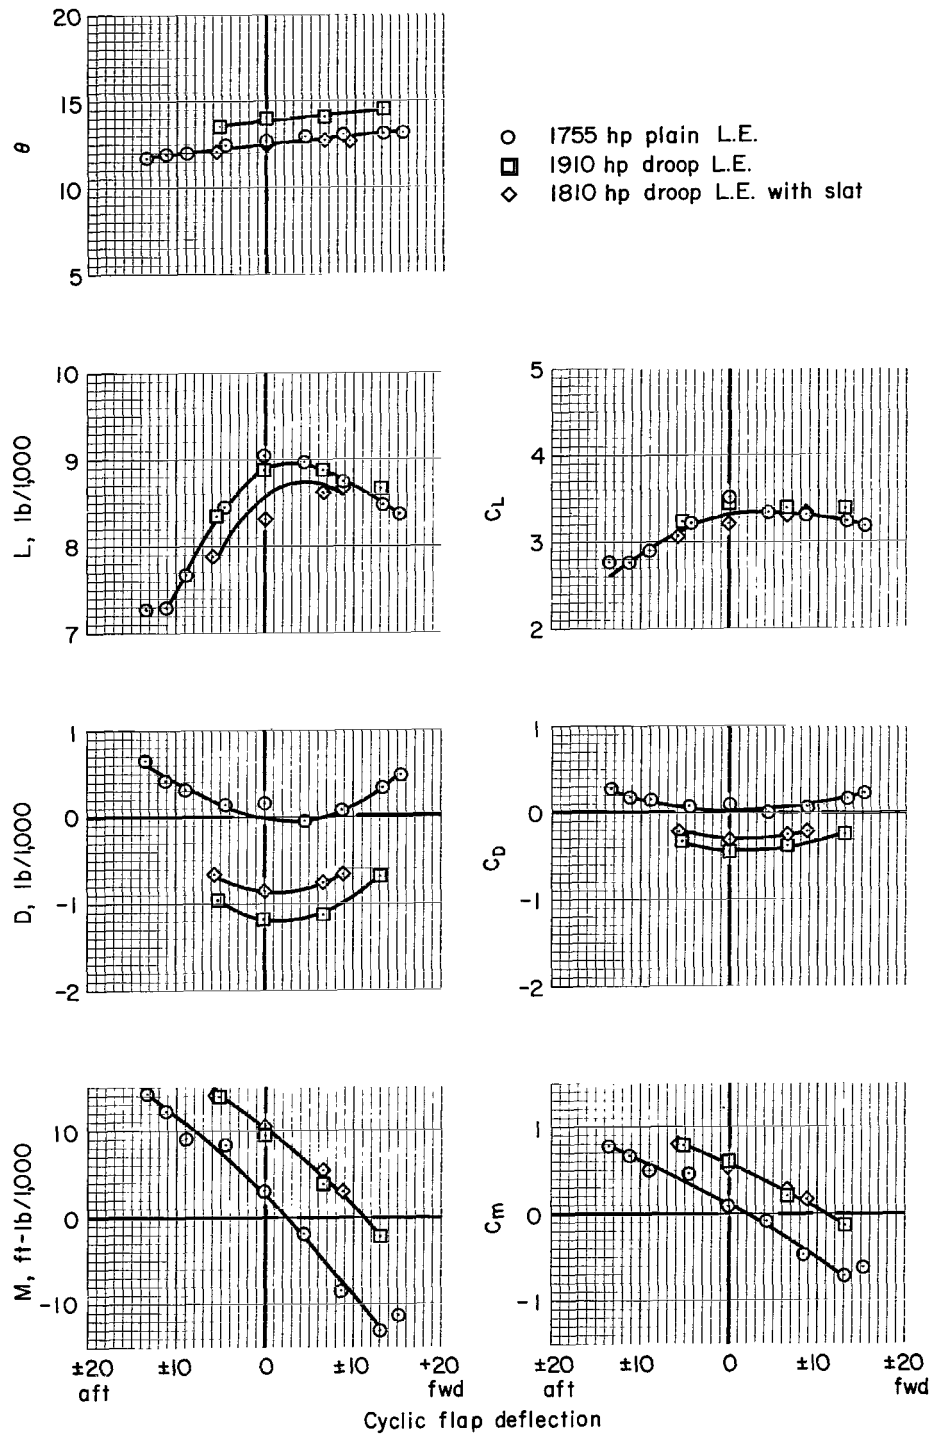 20
15
10
5
θ
○ 1755 hp plain L.E.
□ 1910 hp droop L.E.
◇ 1810 hp droop L.E. with slat
10
9
8
7
L, lb/1,000
5
4
3
2
C_L
1
0
-1
-2
D, lb/1,000
1
0
-1
-2
C_D
10
0
-10
M, ft-lb/1,000
1
0
-1
C_m
±20 ±10 0 ±10 +20
aft fwd
±20 ±10 0 ±10 ±20
aft fwd
Cyclic flap deflection